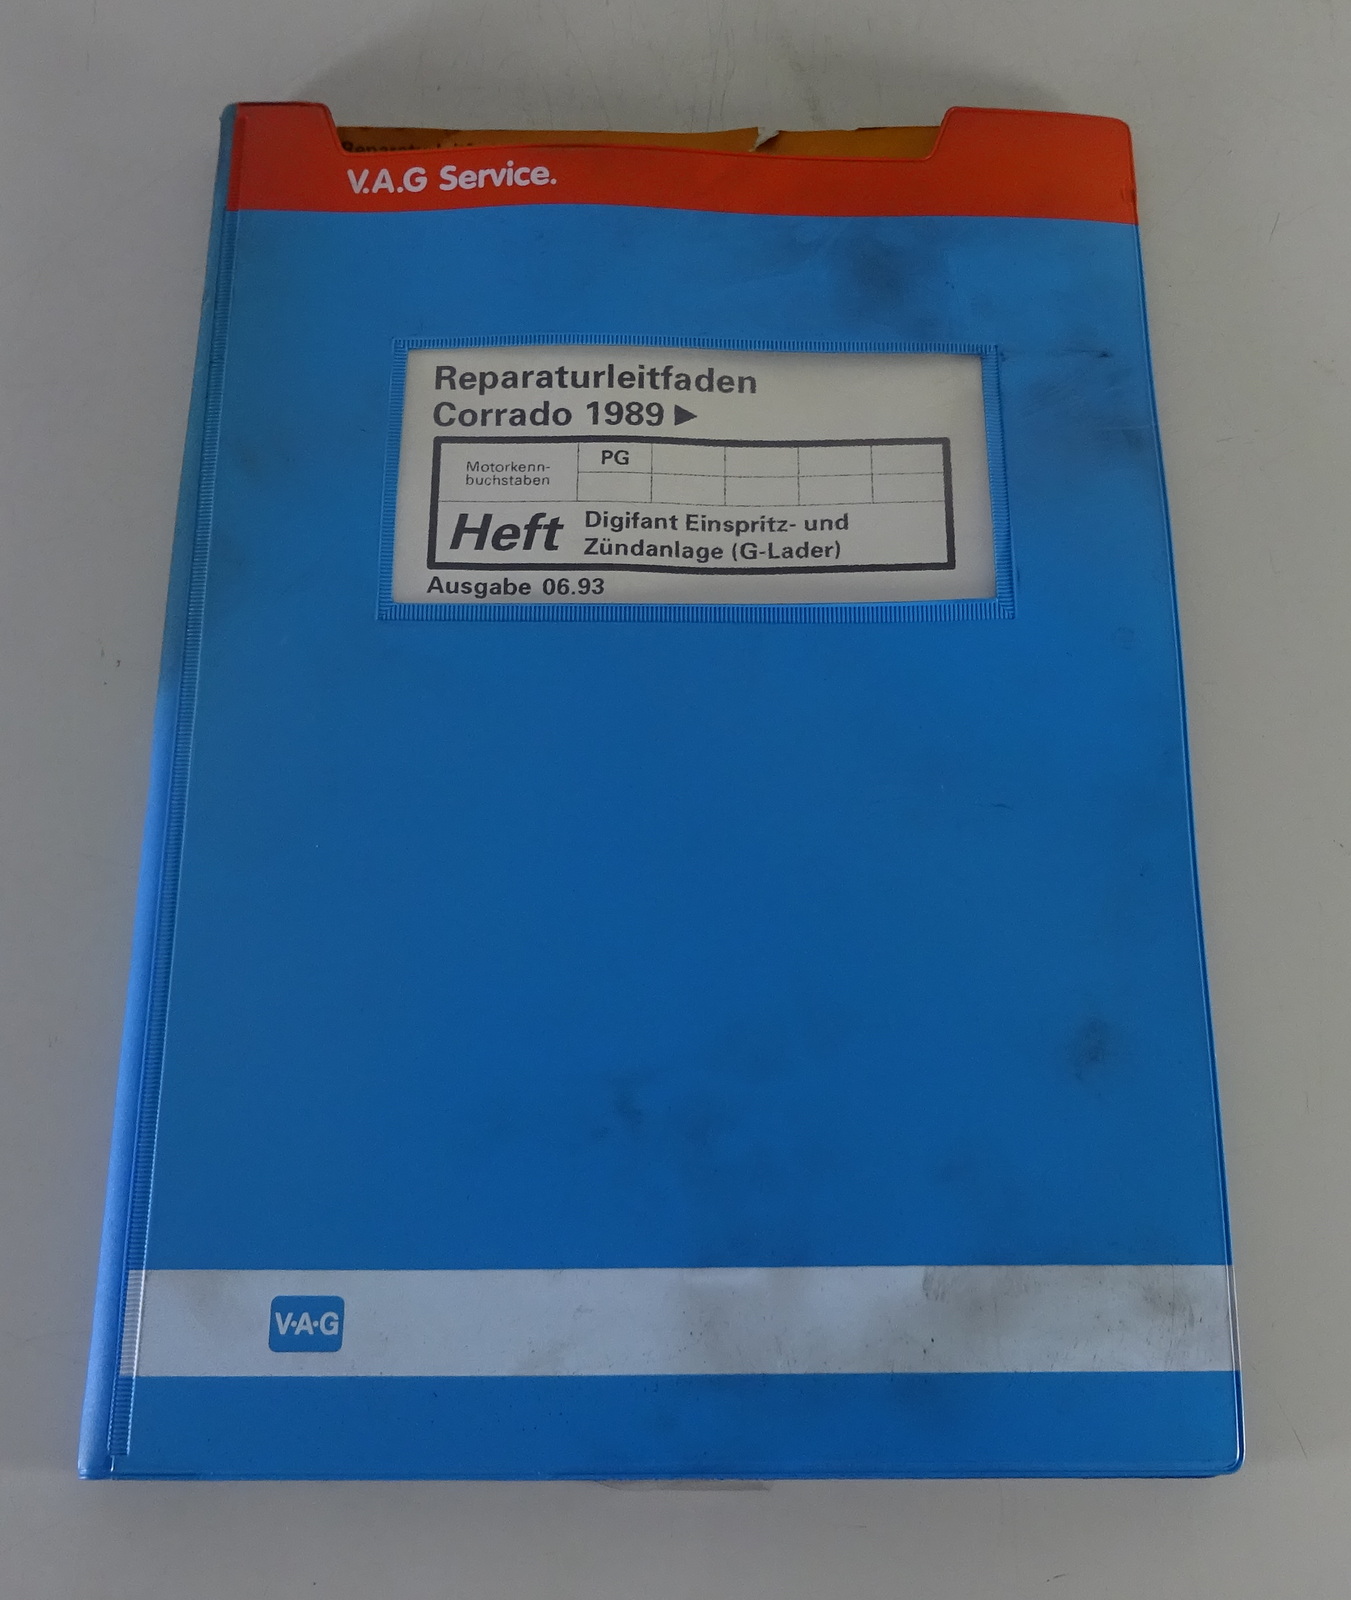 V.A.G Service.
Reparaturleitfaden
Corrado 1989 ►
Motorkenn-
buchstaben
PG
Heft
Digifant Einspritz- und
Zündanlage (G-Lader)
Ausgabe 06.93
V·A·G